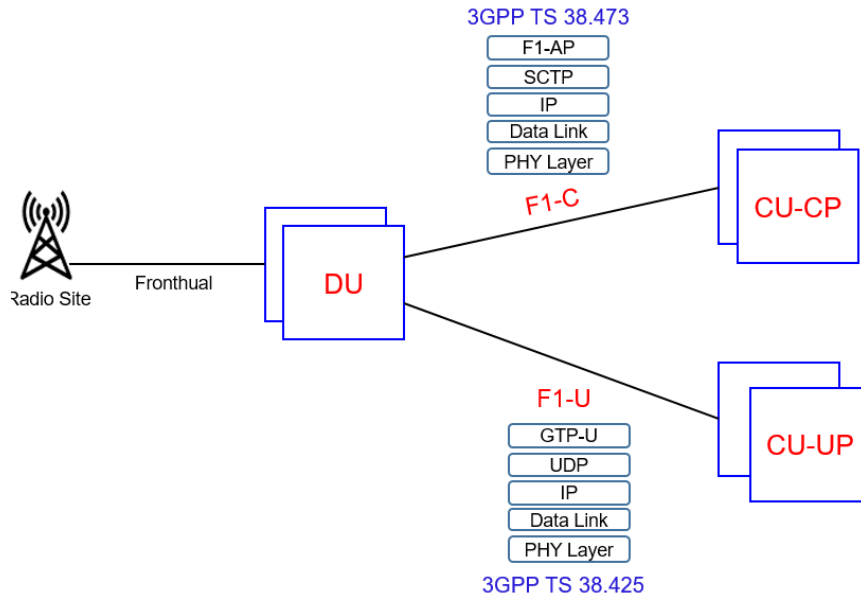 3GPP TS 38.473
F1-AP
SCTP
IP
Data Link
PHY Layer
F1-C
CU-CP
Radio Site
Fronthual
DU
F1-U
GTP-U
UDP
IP
Data Link
PHY Layer
CU-UP
3GPP TS 38.425